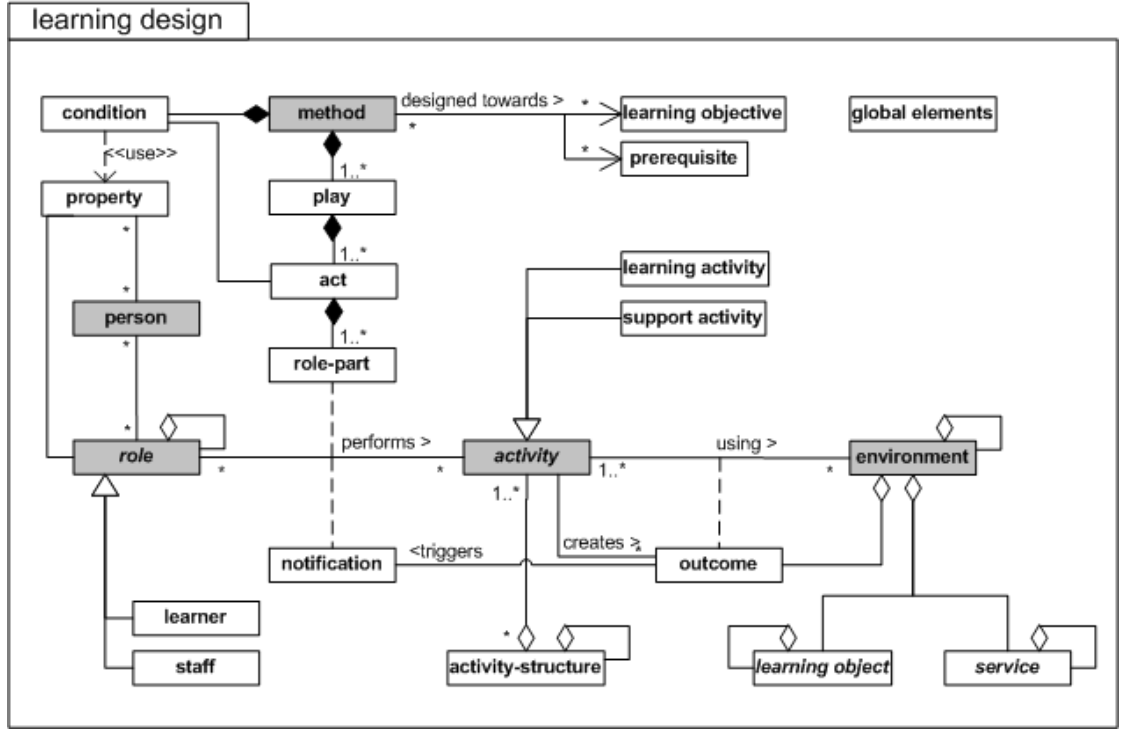 learning design
condition
method
designed towards >
*
*
learning objective
global elements
<<use>>
*
prerequisite
1..*
property
play
*
1..*
learning activity
act
*
person
support activity
*
1..*
role-part
*
role
performs >
activity
using >
environment
*
*
1..*
1..*
*
notification
<triggers
creates >
*
outcome
learner
*
staff
activity-structure
learning object
service